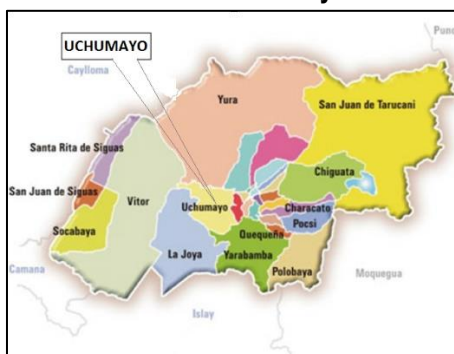 UCHUMAYO
Caylloma
Yura
San Juan de Tarucani
Santa Rita de Siguas
Chiguata
San Juan de Siguas
Vitor
Uchumayo
Characato
Pocsi
Socabaya
Quequeña
La Joya
Yarabamba
Polobaya
Camana
Moquegua
Islay